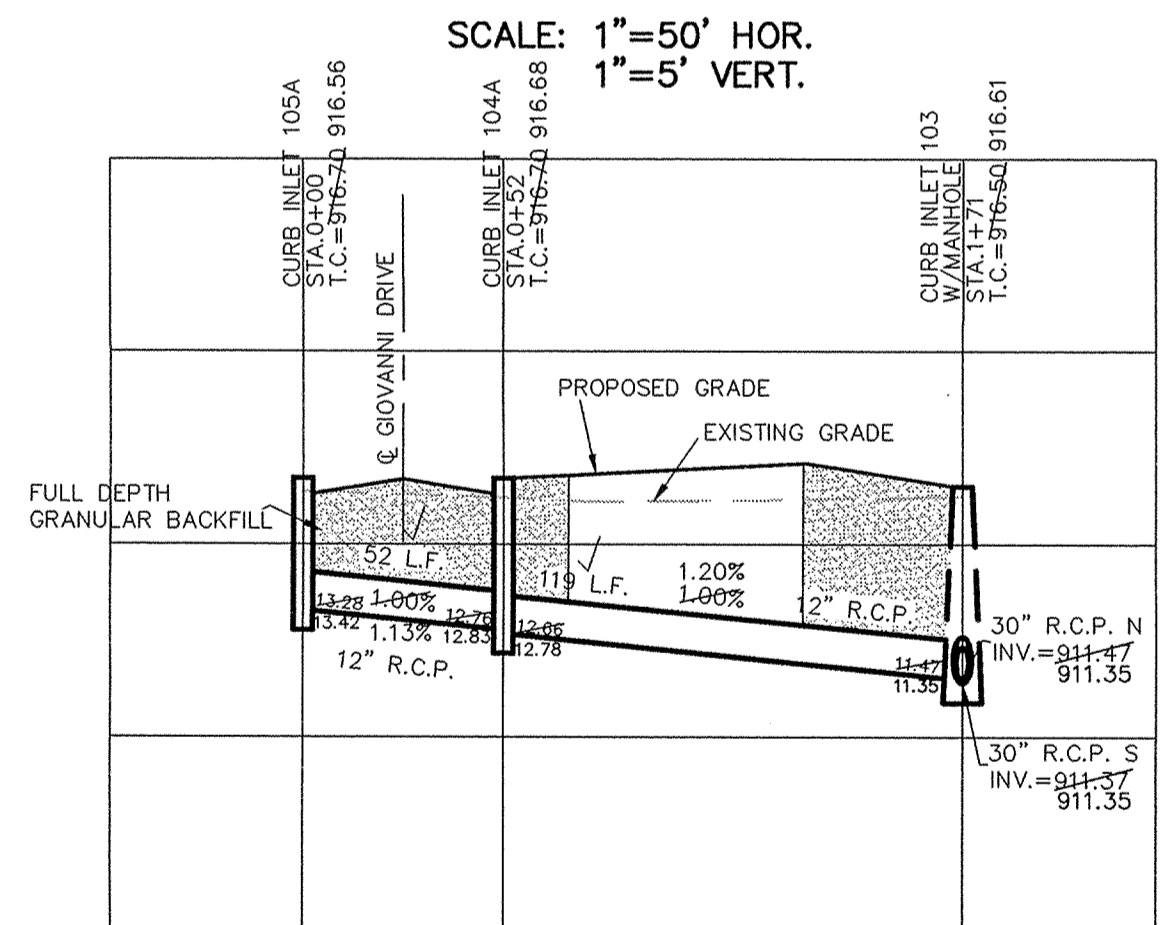 SCALE: 1"=50' HOR.
1"=5' VERT.
CURB INLET 105A
STA.0+00
T.C.=916.70 916.56
CURB INLET 104A
STA.0+52
T.C.=916.70 916.68
CURB INLET 103
W/MANHOLE
STA.1+71
T.C.=916.50 916.61
℄ GIOVANNI DRIVE
PROPOSED GRADE
EXISTING GRADE
FULL DEPTH
GRANULAR BACKFILL
52 L.F.
13.28 1.00% 12.76
13.42 1.13% 12.83
12" R.C.P.
119 L.F.
1.20%
1.00%
12" R.C.P.
12.66
12.78
11.47
11.35
30" R.C.P. N
INV.=911.47
911.35
30" R.C.P. S
INV.=911.37
911.35